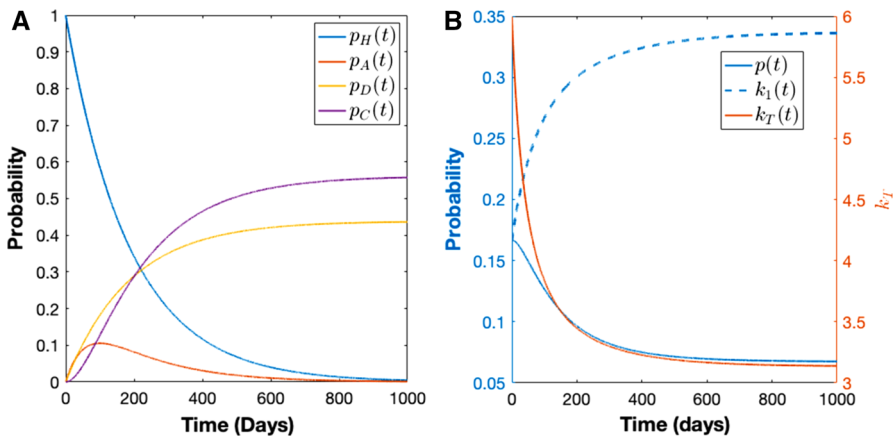 A
B
1
0.9
0.8
0.7
0.6
0.5
0.4
0.3
0.2
0.1
0
Probability
0 200 400 600 800 1000
Time (Days)
p_H(t)
p_A(t)
p_D(t)
p_C(t)
0.35
0.3
0.25
0.2
0.15
0.1
0.05
Probability
0 200 400 600 800 1000
Time (days)
p(t)
k_1(t)
k_T(t)
6
5.5
5
4.5
4
3.5
3
k_T